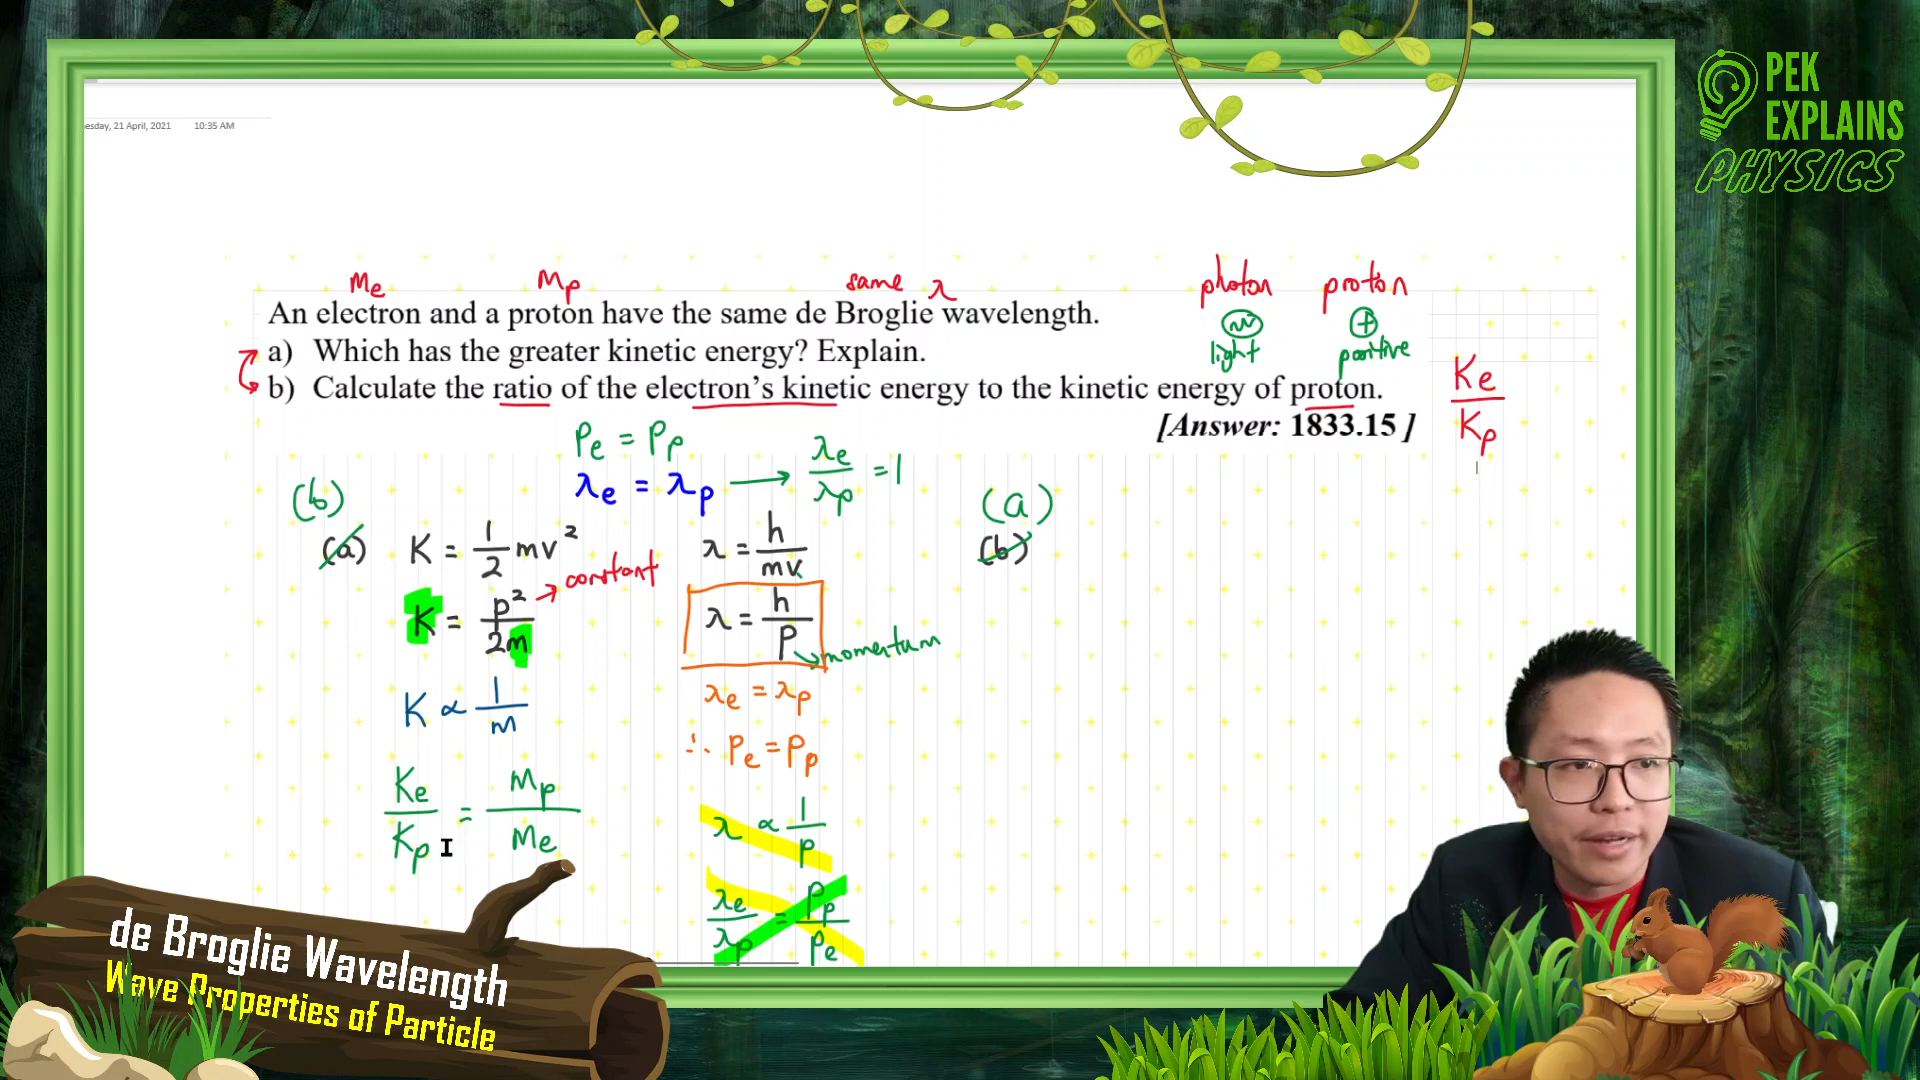 PEK
EXPLAINS
PHYSICS
esday, 21 April, 2021 10:35 AM
Me Mp same λ photon proton
An electron and a proton have the same de Broglie wavelength.
light positive
a) Which has the greater kinetic energy? Explain.
b) Calculate the ratio of the electron's kinetic energy to the kinetic energy of proton.
Ke/Kp
[Answer: 1833.15 ]
Pe = Pp
λe = λp → λe/λp = 1
(b) (a)
(a) K = 1/2 mv² λ = h/mv (b)
K = p²/2m → constant λ = h/P momentum
K ∝ 1/m λe = λp
∴ Pe = Pp
Ke/Kp = Mp/Me λ ∝ 1/p
λe/λp = Pp/Pe
de Broglie Wavelength
Wave Properties of Particle